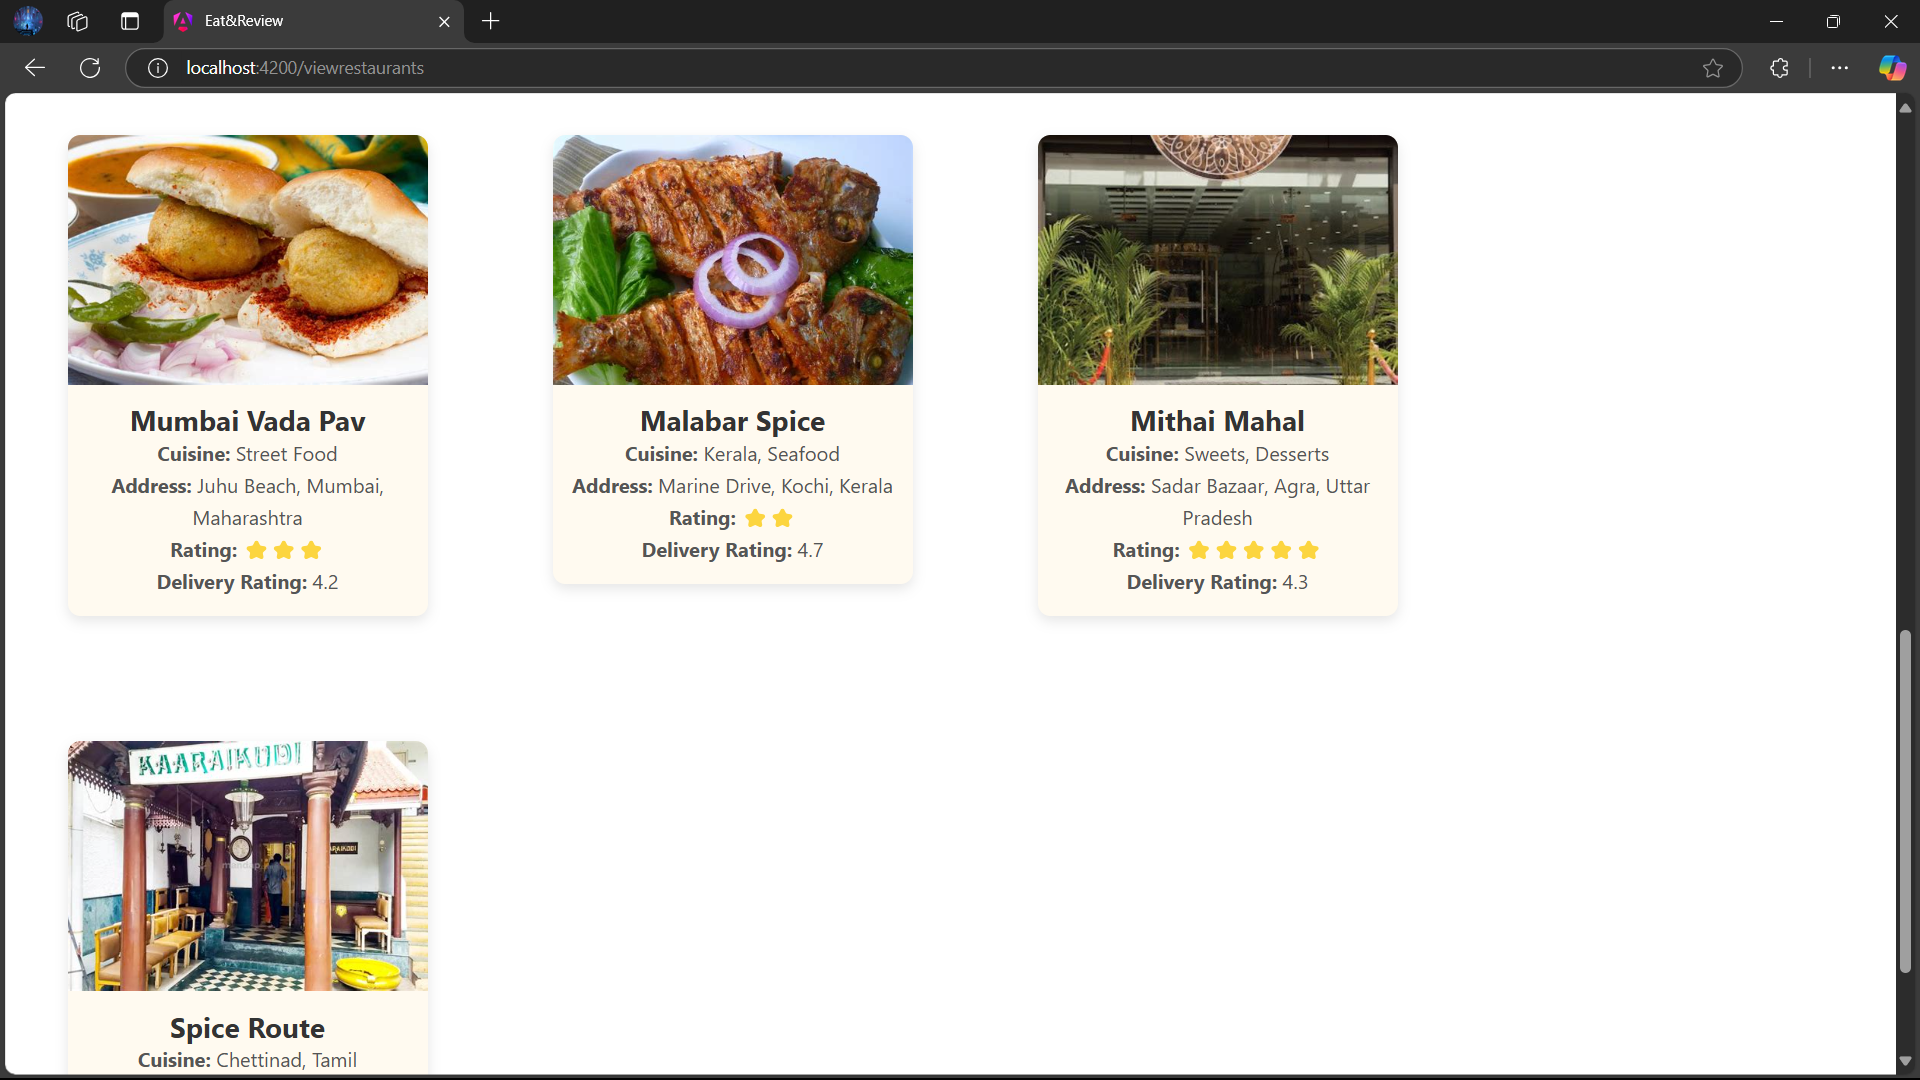 Eat&Review
localhost:4200/viewrestaurants
Mumbai Vada Pav
Cuisine: Street Food
Address: Juhu Beach, Mumbai,
Maharashtra
Rating:
Delivery Rating: 4.2
Malabar Spice
Cuisine: Kerala, Seafood
Address: Marine Drive, Kochi, Kerala
Rating:
Delivery Rating: 4.7
Mithai Mahal
Cuisine: Sweets, Desserts
Address: Sadar Bazaar, Agra, Uttar
Pradesh
Rating:
Delivery Rating: 4.3
KAARAIKUDI
Spice Route
Cuisine: Chettinad, Tamil